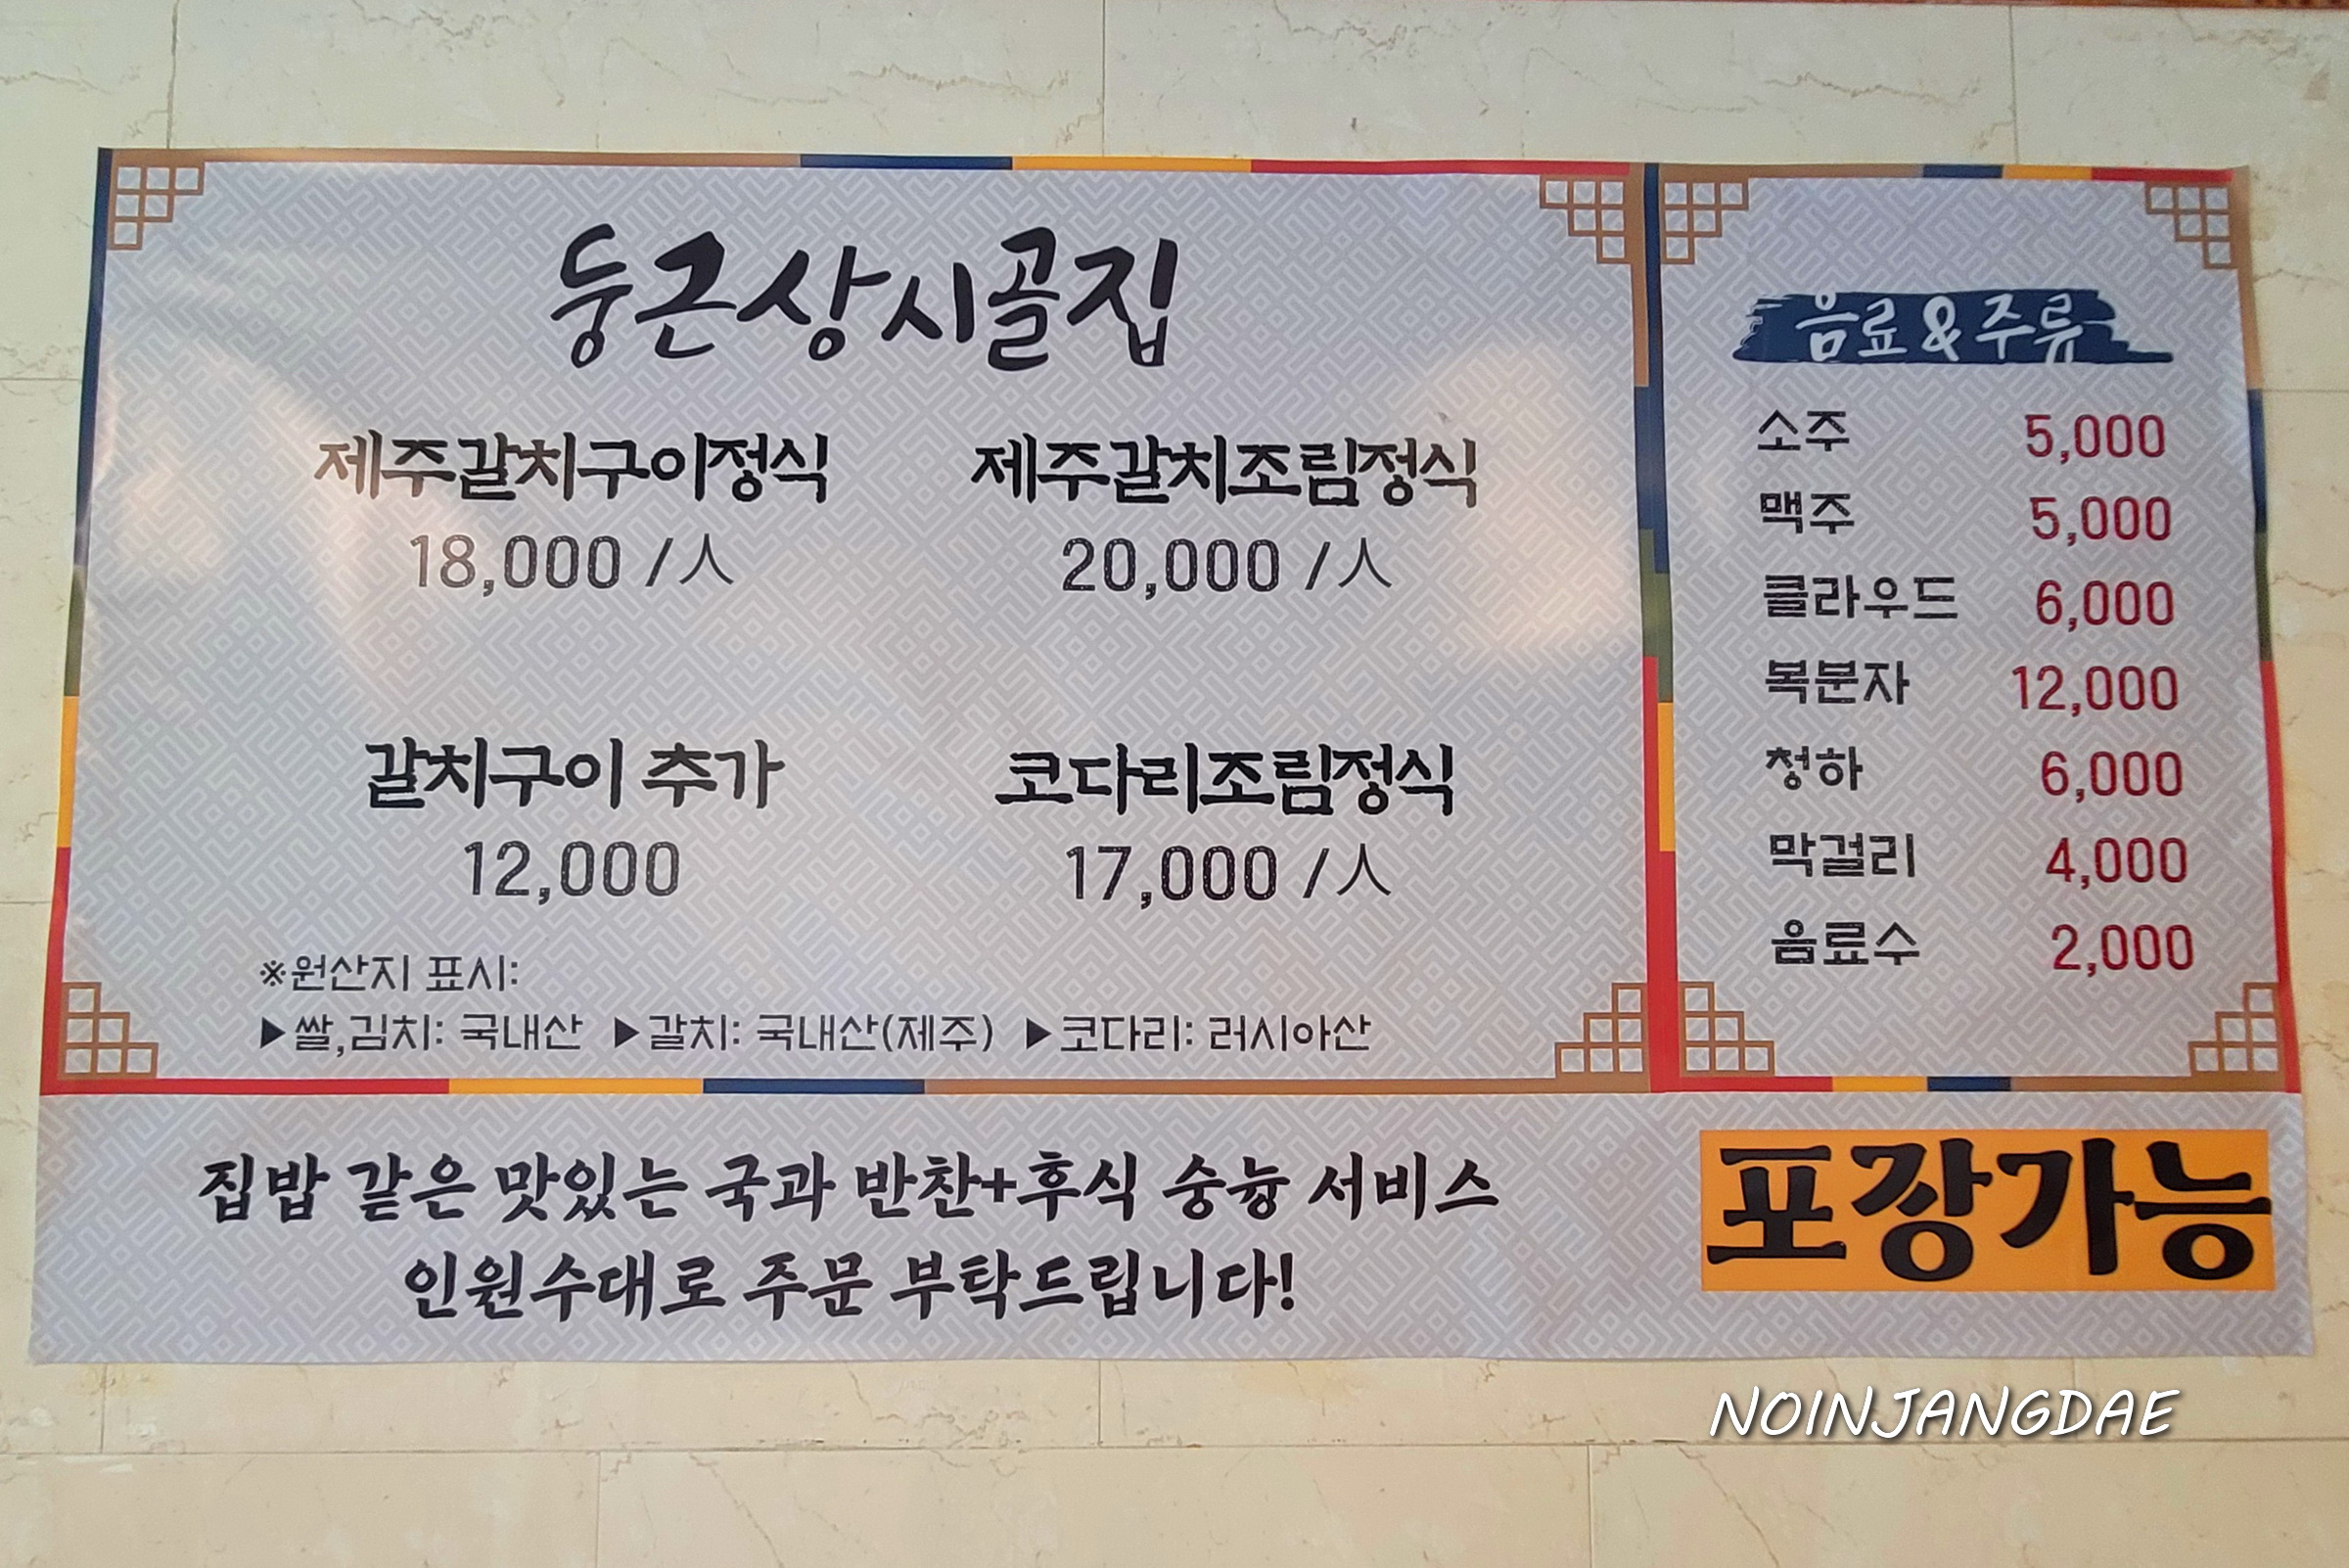 둥근상시골집
제주갈치구이정식 제주갈치조림정식
18,000 /人 20,000 /人
갈치구이 추가 코다리조림정식
12,000 17,000 /人
※원산지 표시:
▶쌀,김치: 국내산 ▶갈치: 국내산(제주) ▶코다리: 러시아산
음료&주류
소주 5,000
맥주 5,000
클라우드 6,000
복분자 12,000
청하 6,000
막걸리 4,000
음료수 2,000
집밥 같은 맛있는 국과 반찬+후식 숭늉 서비스
인원수대로 주문 부탁드립니다!
포장가능
NOINJANGDAE